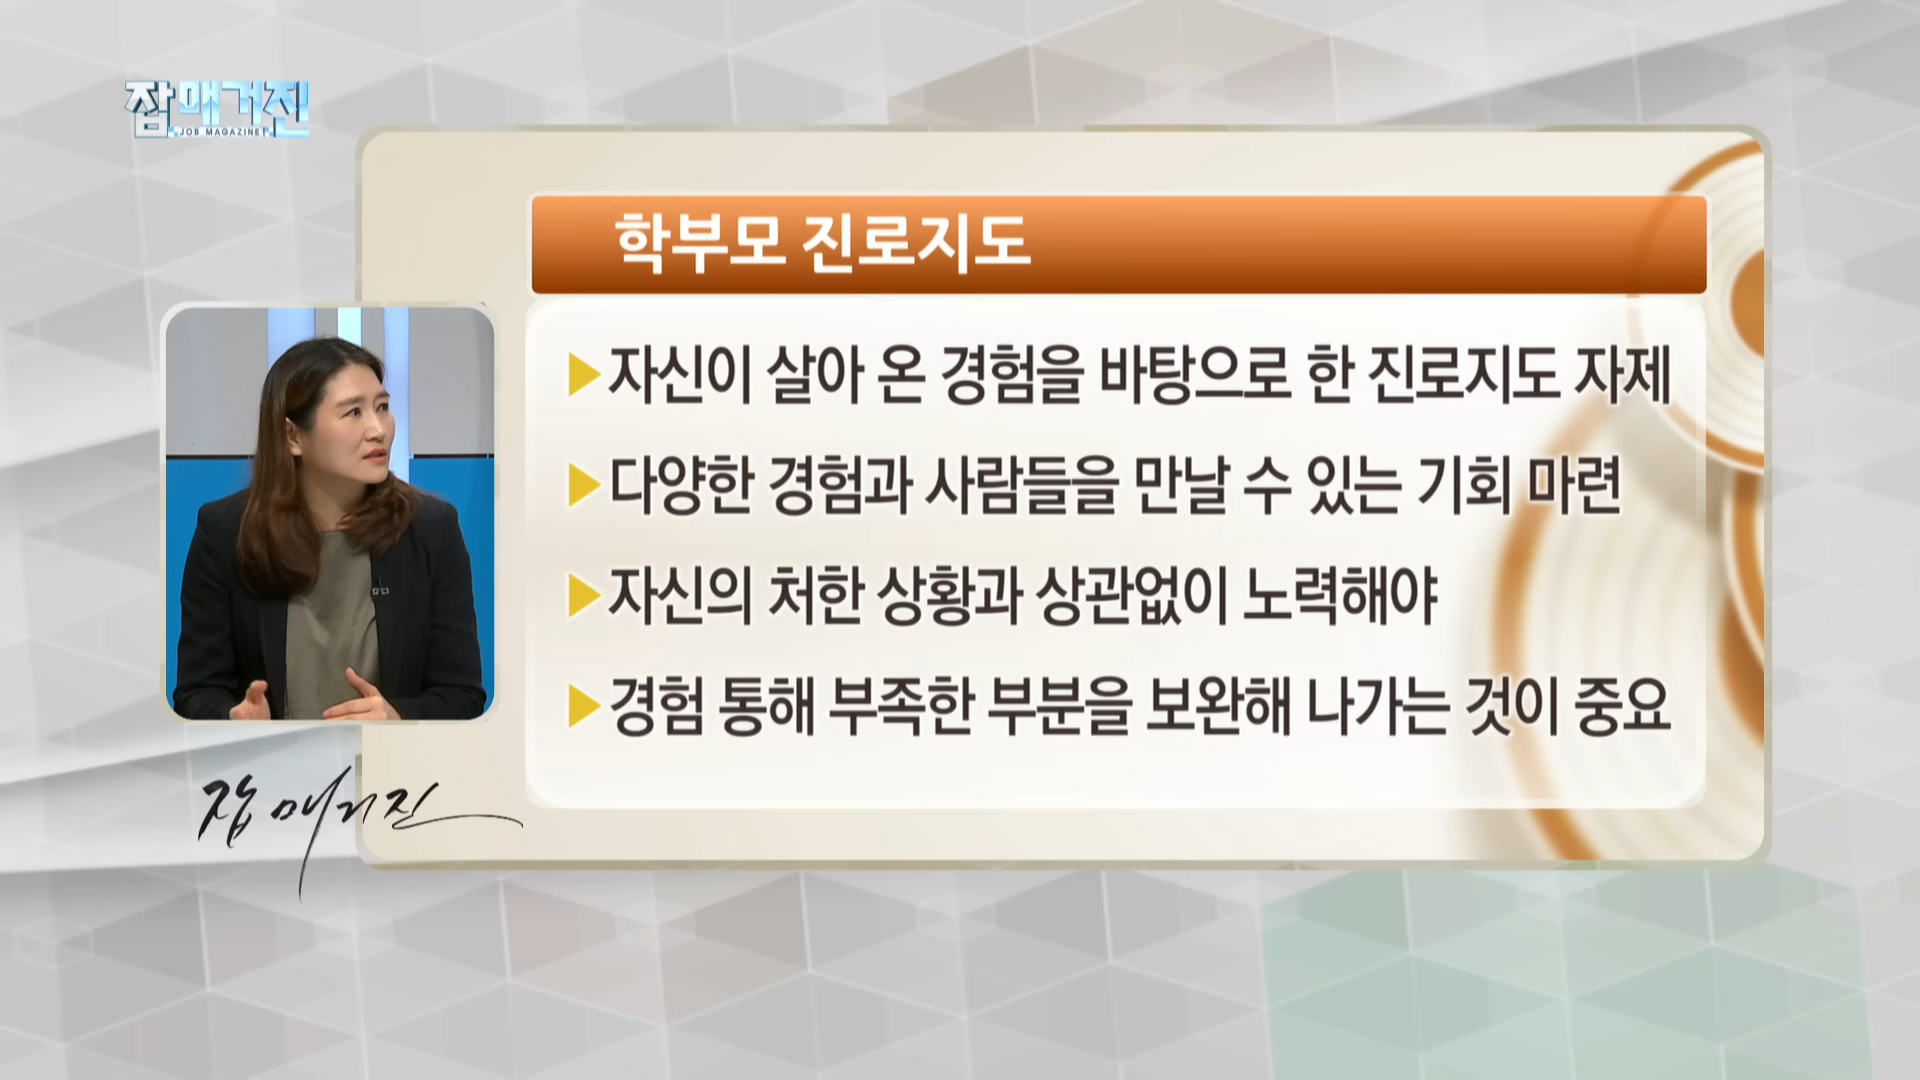 잡매거진
JOB MAGAZINE
학부모 진로지도
▶자신이 살아 온 경험을 바탕으로 한 진로지도 자제
▶다양한 경험과 사람들을 만날 수 있는 기회 마련
▶자신의 처한 상황과 상관없이 노력해야
▶경험 통해 부족한 부분을 보완해 나가는 것이 중요
잡매거진